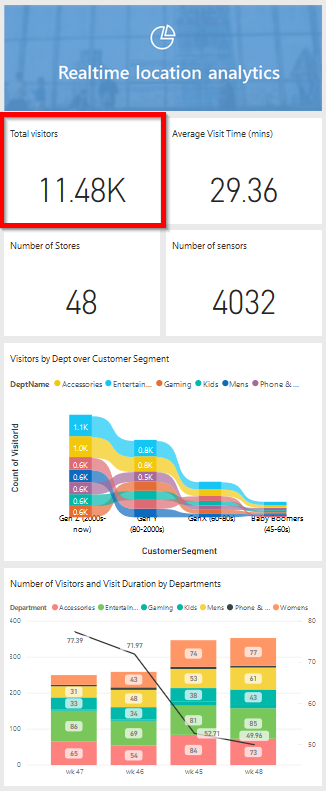 Realtime location analytics
Total visitors
11.48K
Average Visit Time (mins)
29.36
Number of Stores
48
Number of sensors
4032
Visitors by Dept over Customer Segment
DeptName Accessories Entertain... Gaming Kids Mens Phone & ...
Count of VisitorId
1.1K
1.0K
0.6K
0.6K
0.6K
0.6K
0.6K
0.8K
0.8K
0.5K
Gen Z (2000s-now)
Gen Y (80-2000s)
GenX (60-80s)
Baby Boomers (45-60s)
CustomerSegment
Number of Visitors and Visit Duration by Departments
Department Accessories Entertain... Gaming Kids Mens Phone & ... Womens
400
300
200
100
0
80
70
60
50
77.39
31
33
86
65
71.97
43
48
34
69
54
74
53
38
81
52.71
84
77
61
43
85
49.96
73
wk 47
wk 46
wk 45
wk 48